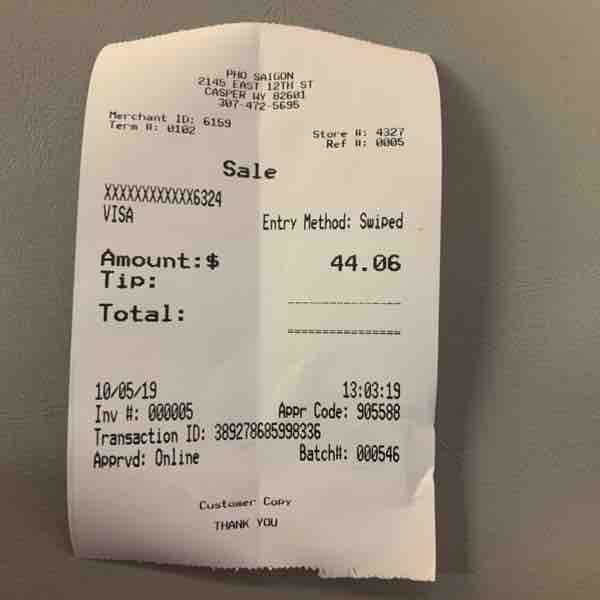 PHO SAIGON
2145 EAST 12TH ST
CASPER WY 82601
307-472-5695
Merchant ID: 6159
Term #: 0102
Store #: 4327
Ref #: 0005
Sale
XXXXXXXXXXXX6324
VISA
Entry Method: Swiped
Amount:$ 44.06
Tip:
Total:
10/05/19 13:03:19
Inv #: 000005 Appr Code: 905588
Transaction ID: 389278685998336
Apprvd: Online Batch#: 000546
Customer Copy
THANK YOU